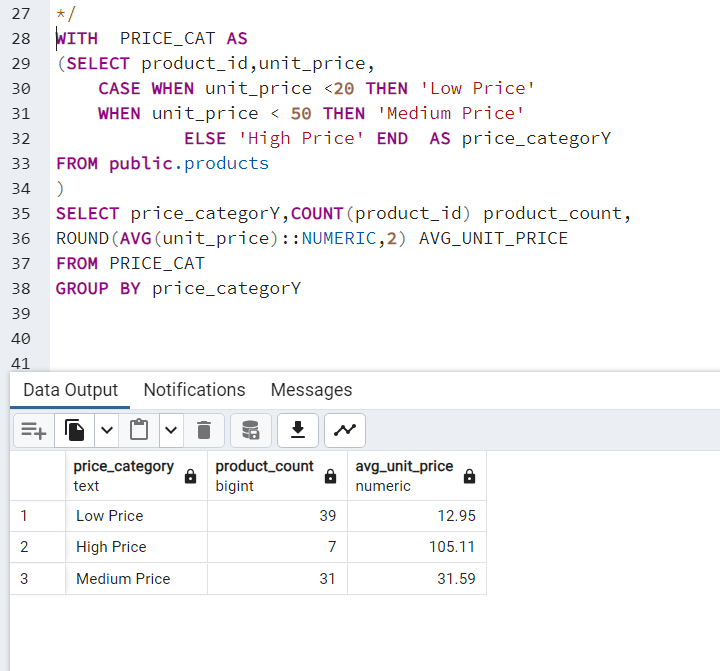 27 */
28 WITH  PRICE_CAT AS
29 (SELECT product_id,unit_price,
30     CASE WHEN unit_price <20 THEN 'Low Price'
31     WHEN unit_price < 50 THEN 'Medium Price'
32             ELSE 'High Price' END  AS price_categorY
33 FROM public.products
34 )
35 SELECT price_categorY,COUNT(product_id) product_count,
36 ROUND(AVG(unit_price)::NUMERIC,2) AVG_UNIT_PRICE
37 FROM PRICE_CAT
38 GROUP BY price_categorY
39
40
41
Data Output Notifications Messages
price_category product_count avg_unit_price
text bigint numeric
1 Low Price 39 12.95
2 High Price 7 105.11
3 Medium Price 31 31.59